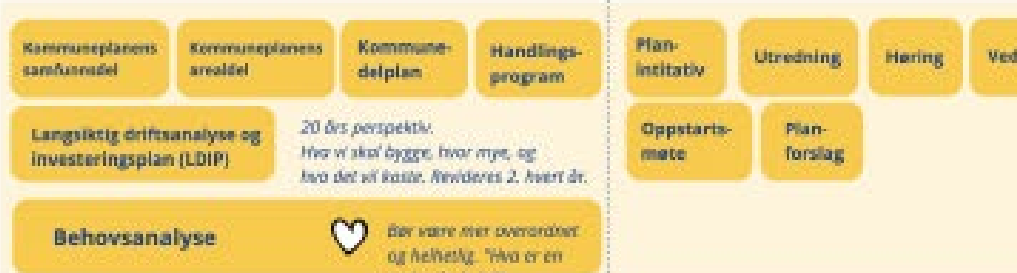 Kommuneplanens
samfunnsdel
Kommuneplanens
arealdel
Kommune-
delplan
Handlings-
program
Plan-
intitativ
Utredning
Høring
Ved
Langsiktig driftsanalyse og
investeringsplan (LDIP)
20 års perspektiv.
Hva vi skal bygge, hvor mye, og
hva det vil koste. Revideres 2. hvert år.
Oppstarts-
møte
Plan-
forslag
Behovsanalyse
Bør være mer overordnet
og helhetlig. "Hva er en